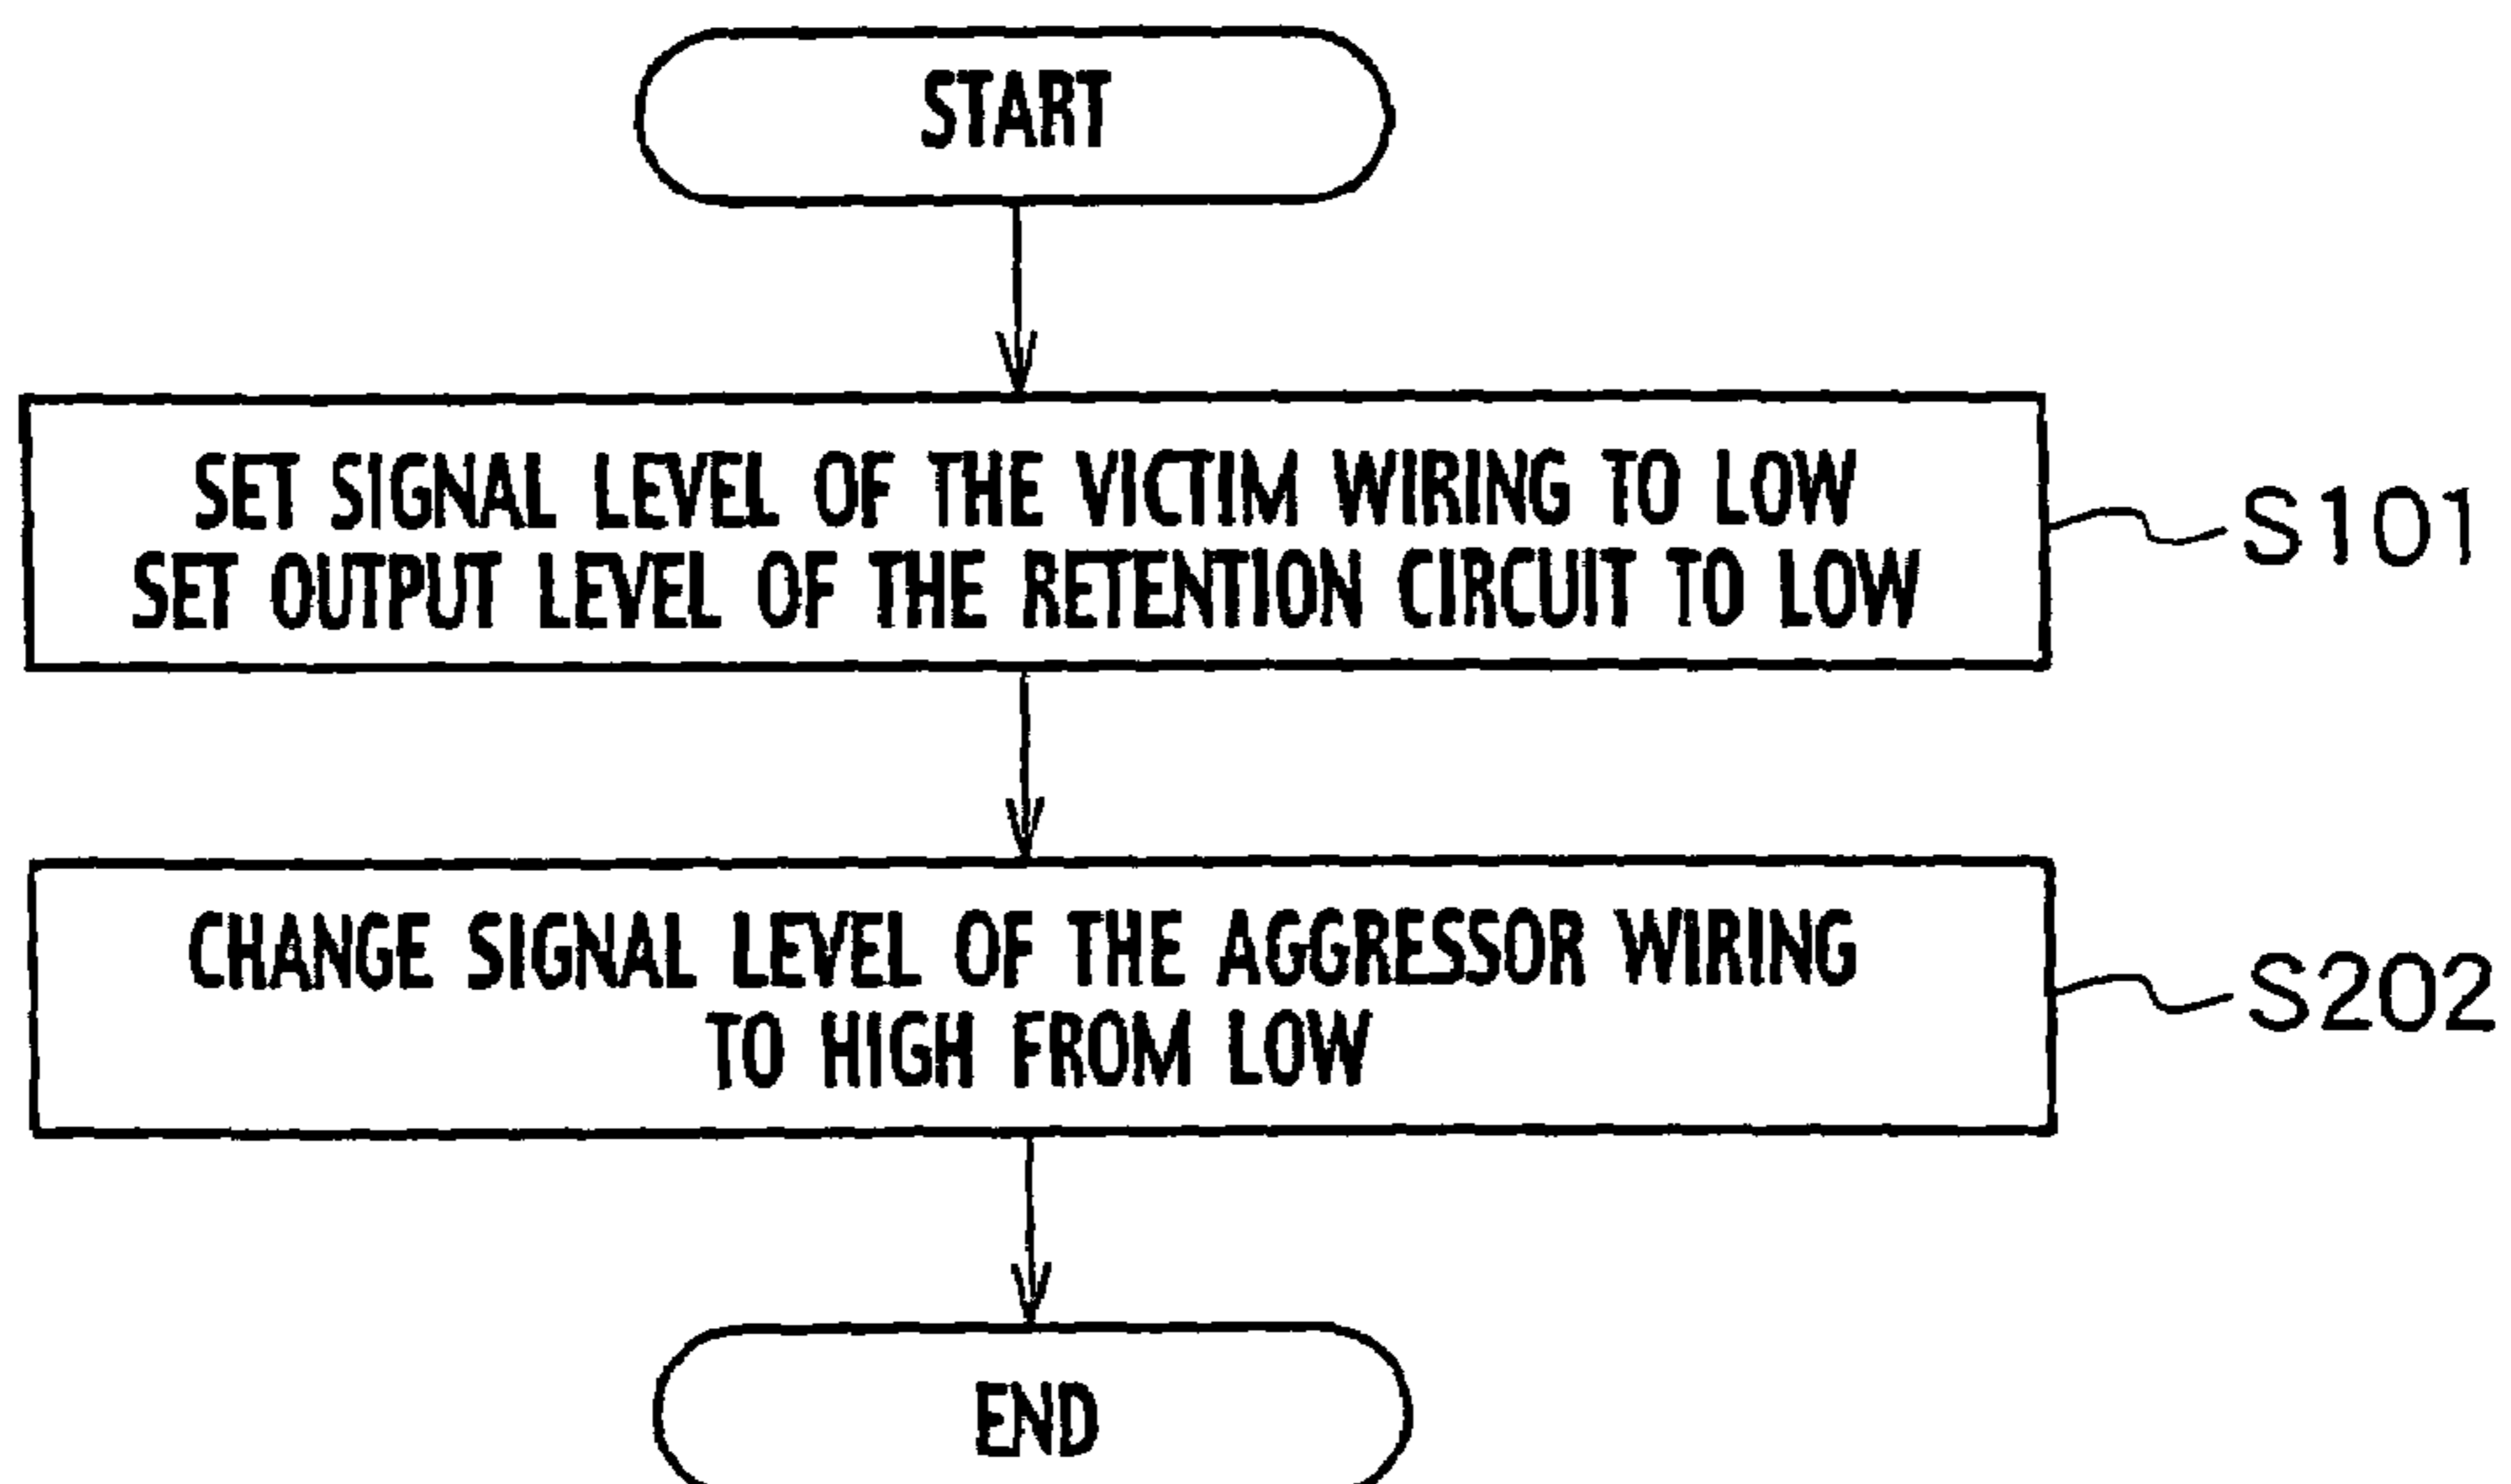 START
SET SIGNAL LEVEL OF THE VICTIM WIRING TO LOW
SET OUTPUT LEVEL OF THE RETENTION CIRCUIT TO LOW
S101
CHANGE SIGNAL LEVEL OF THE AGGRESSOR WIRING
TO HIGH FROM LOW
S202
END